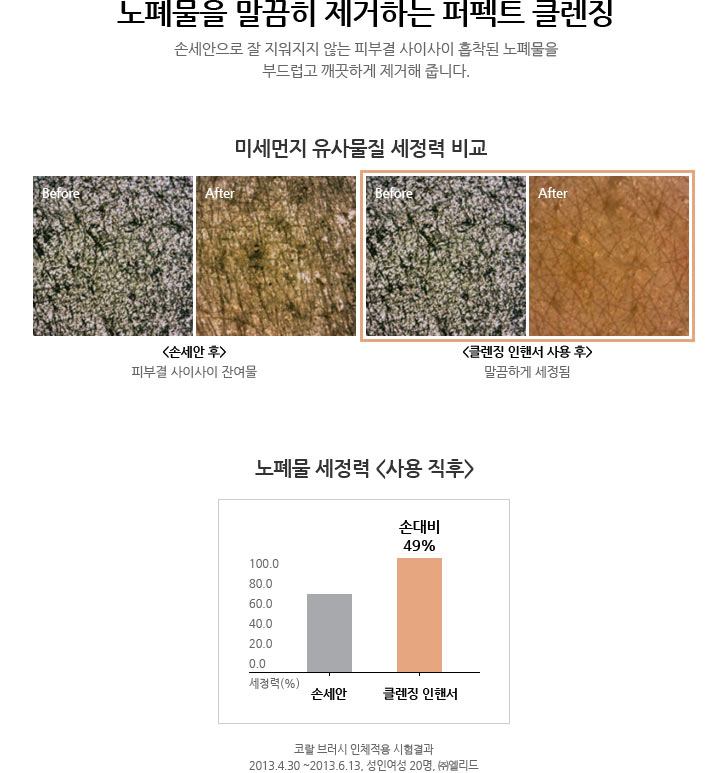 노폐물을 말끔히 제거하는 퍼펙트 클렌징
손세안으로 잘 지워지지 않는 피부결 사이사이 흡착된 노폐물을
부드럽고 깨끗하게 제거해 줍니다.
미세먼지 유사물질 세정력 비교
Before After Before After
<손세안 후> <클렌징 인핸서 사용 후>
피부결 사이사이 잔여물 말끔하게 세정됨
노폐물 세정력 <사용 직후>
손대비
49%
100.0
80.0
60.0
40.0
20.0
0.0
세정력(%)
손세안 클렌징 인핸서
코랄 브러시 인체적용 시험결과
2013.4.30 ~2013.6.13, 성인여성 20명, ㈜엘리드